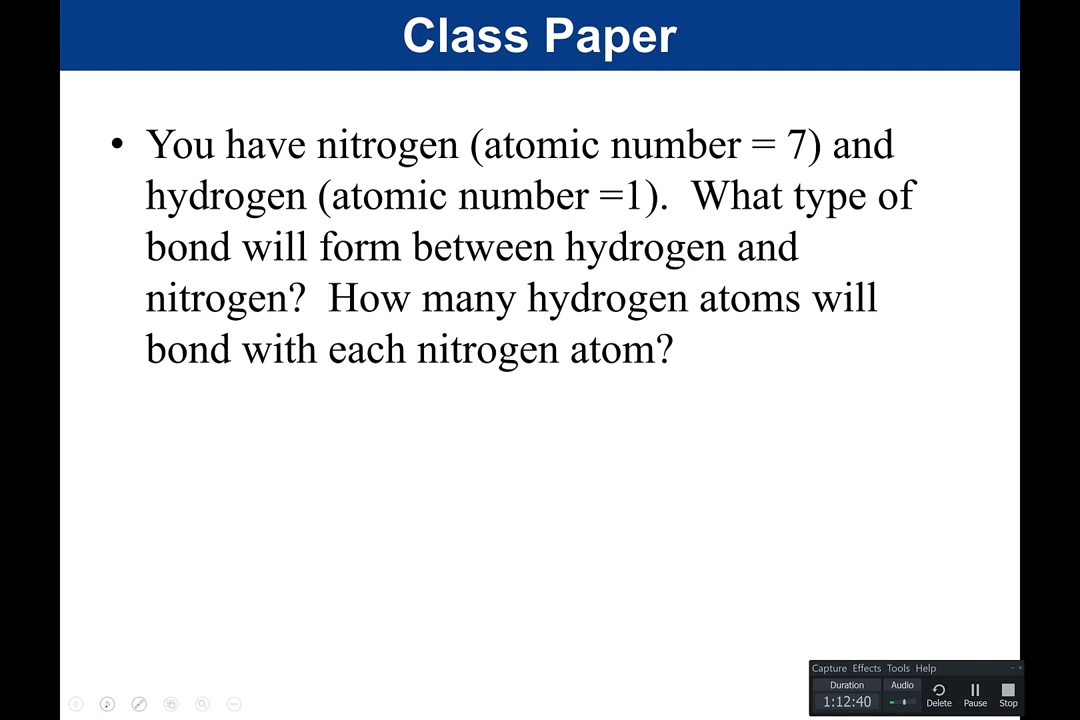 Class Paper
• You have nitrogen (atomic number = 7) and
hydrogen (atomic number =1).  What type of
bond will form between hydrogen and
nitrogen?  How many hydrogen atoms will
bond with each nitrogen atom?
Capture Effects Tools Help
Duration Audio
1:12:40 Delete Pause Stop